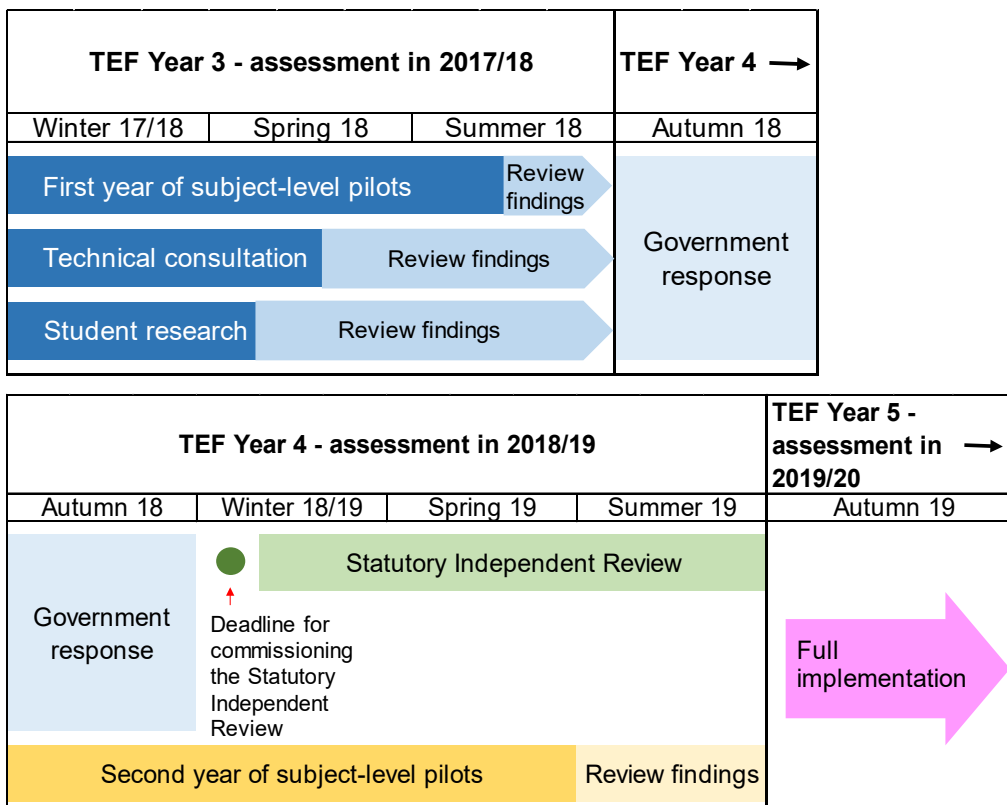 TEF Year 3 - assessment in 2017/18
TEF Year 4
Winter 17/18
Spring 18
Summer 18
Autumn 18
First year of subject-level pilots
Review
findings
Technical consultation
Review findings
Student research
Review findings
Government
response
TEF Year 4 - assessment in 2018/19
TEF Year 5 -
assessment in
2019/20
Autumn 18
Winter 18/19
Spring 19
Summer 19
Autumn 19
Government
response
Statutory Independent Review
Deadline for
commissioning
the Statutory
Independent
Review
Full
implementation
Second year of subject-level pilots
Review findings